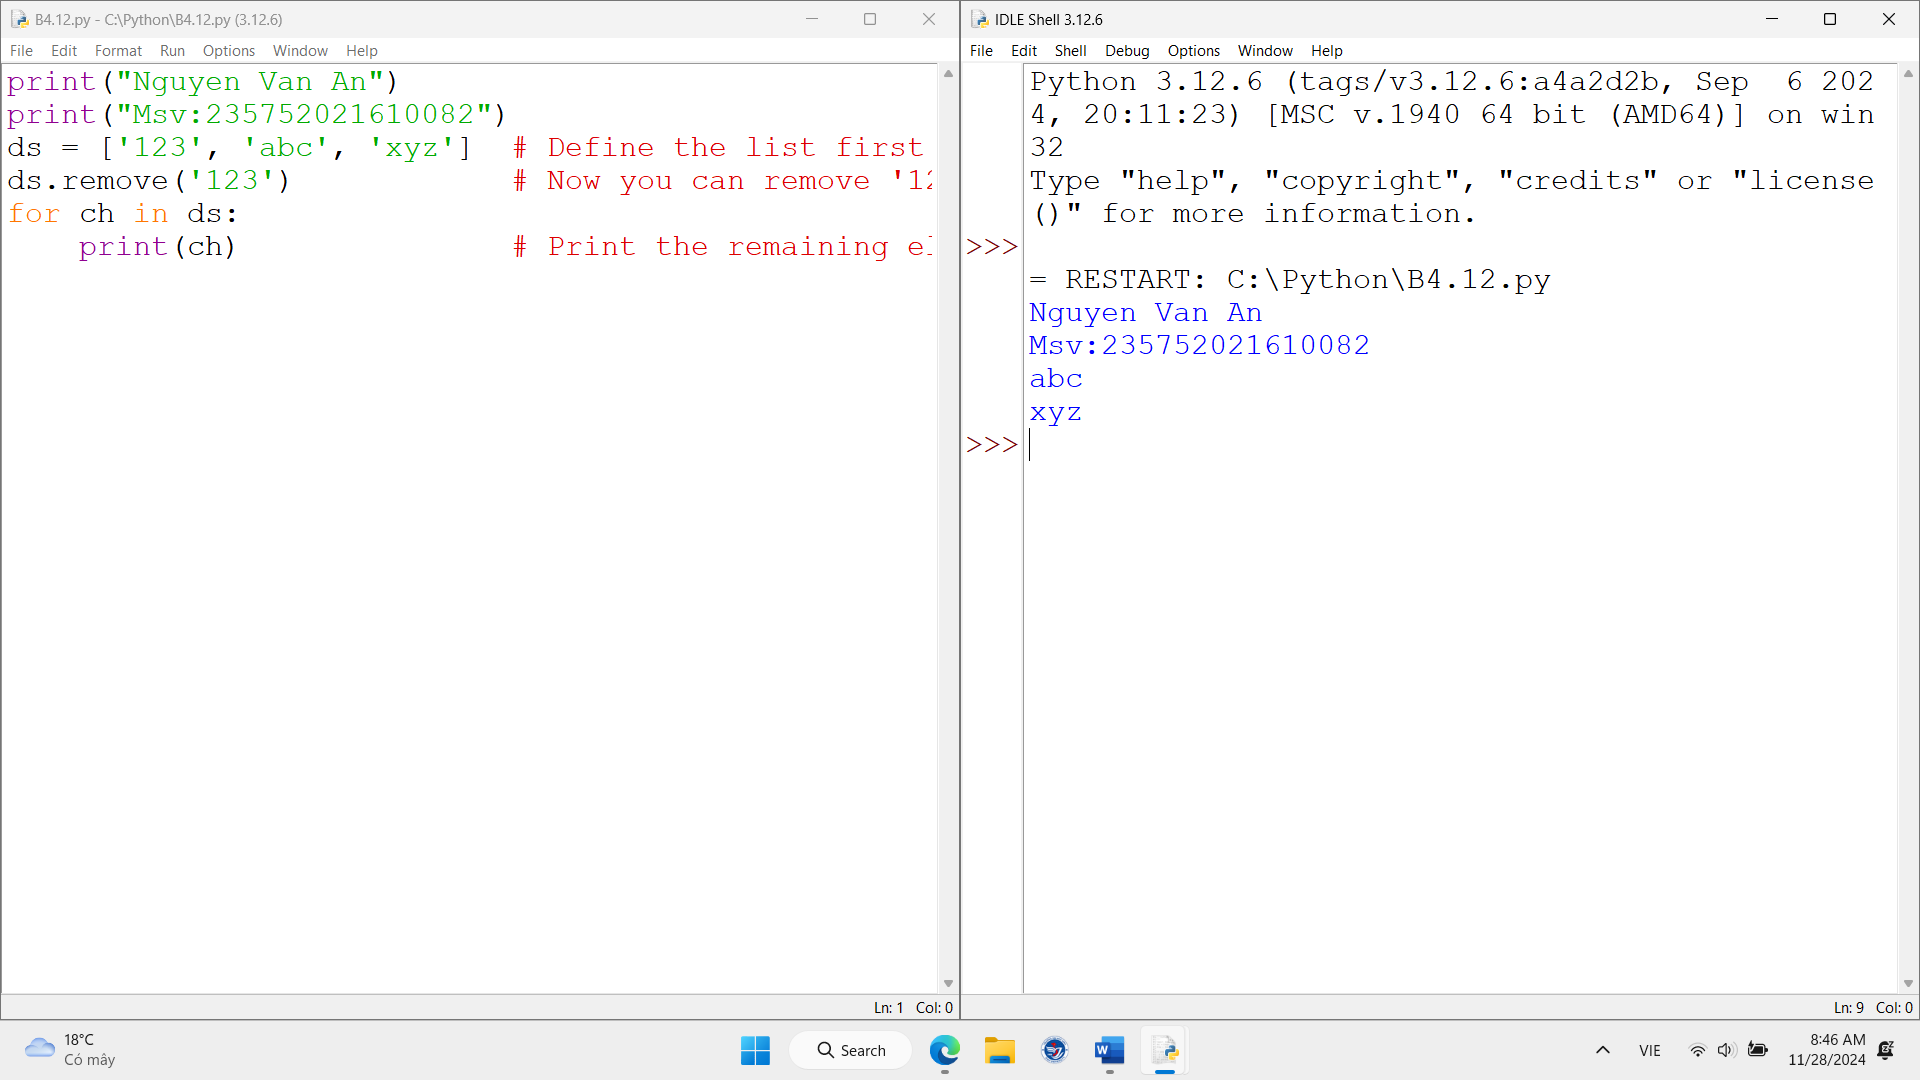 B4.12.py - C:\Python\B4.12.py (3.12.6)
File Edit Format Run Options Window Help
print("Nguyen Van An")
print("Msv:235752021610082")
ds = ['123', 'abc', 'xyz']  # Define the list first
ds.remove('123')            # Now you can remove '12
for ch in ds:
    print(ch)               # Print the remaining el
Ln: 1 Col: 0
IDLE Shell 3.12.6
File Edit Shell Debug Options Window Help
Python 3.12.6 (tags/v3.12.6:a4a2d2b, Sep  6 202
4, 20:11:23) [MSC v.1940 64 bit (AMD64)] on win
32
Type "help", "copyright", "credits" or "license
()" for more information.
>>>
= RESTART: C:\Python\B4.12.py
Nguyen Van An
Msv:235752021610082
abc
xyz
>>>
Ln: 9 Col: 0
18°C
Có mây
Search
VIE
8:46 AM
11/28/2024